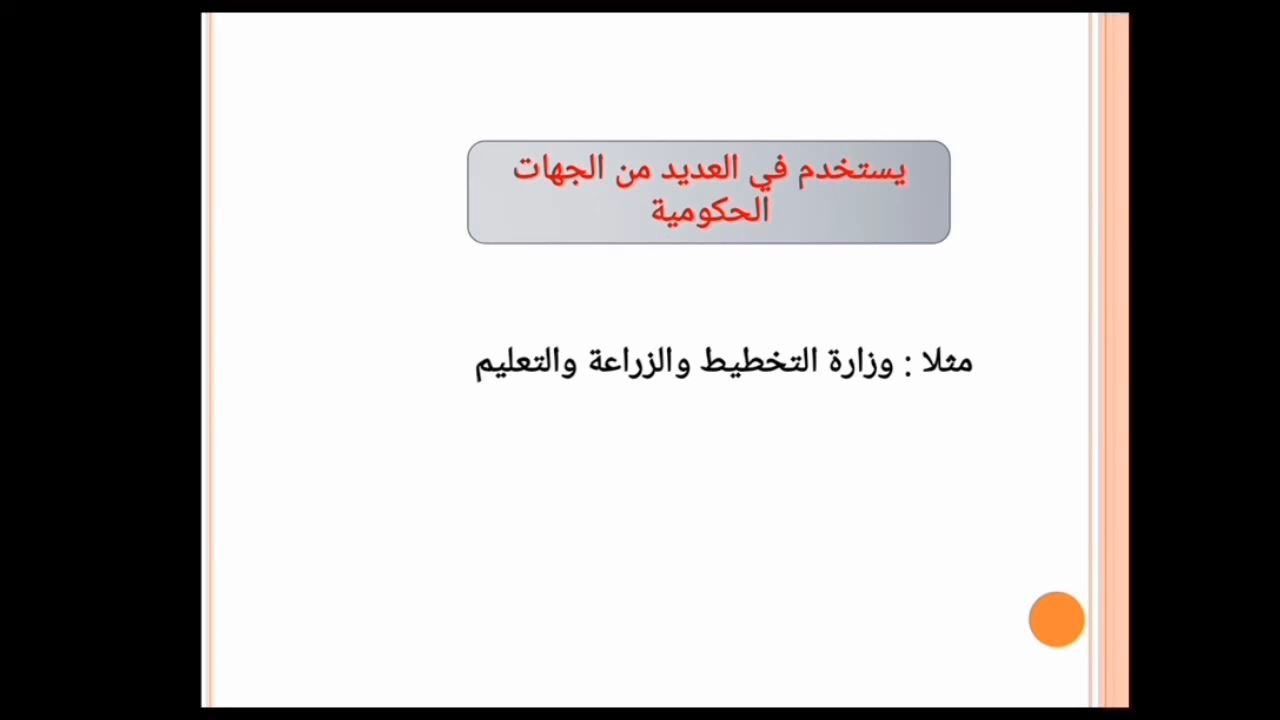 يستخدم في العديد من الجهات
الحكومية
مثلا : وزارة التخطيط والزراعة والتعليم